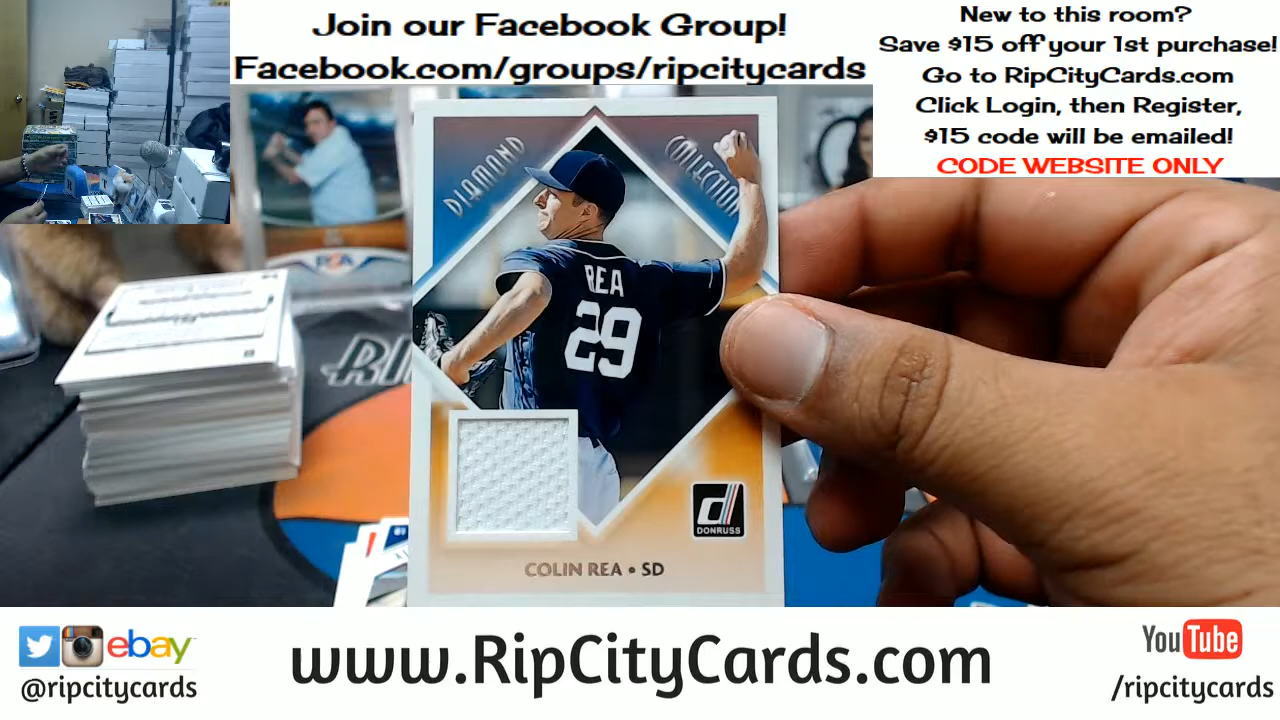 Join our Facebook Group!
Facebook.com/groups/ripcitycards
New to this room?
Save $15 off your 1st purchase!
Go to RipCityCards.com
Click Login, then Register,
$15 code will be emailed!
CODE WEBSITE ONLY
DIAMOND COLLECTION
REA
29
DONRUSS
COLIN REA • SD
ebay
@ripcitycards
www.RipCityCards.com
YouTube
/ripcitycards